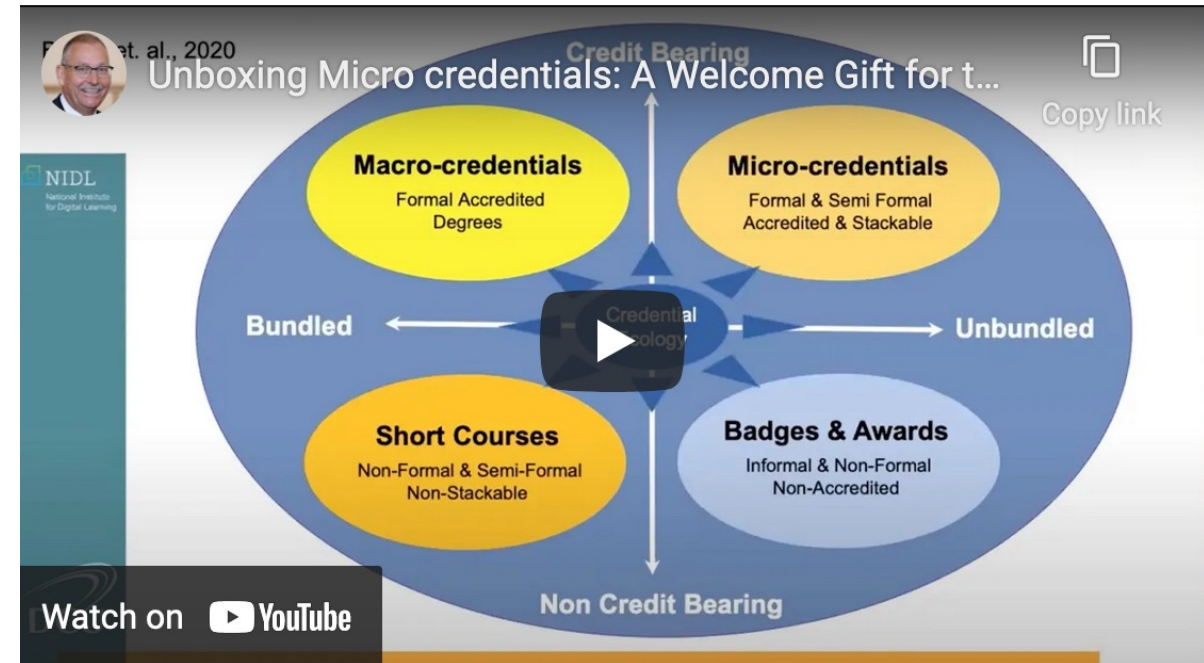 et. al., 2020
Credit Bearing
Unboxing Micro credentials: A Welcome Gift for t...
Copy link
NIDL
National Institute
for Digital Learning
Macro-credentials
Formal Accredited
Degrees
Micro-credentials
Formal & Semi Formal
Accredited & Stackable
Bundled
Credential
Unbundled
Short Courses
Non-Formal & Semi-Formal
Non-Stackable
Badges & Awards
Informal & Non-Formal
Non-Accredited
Non Credit Bearing
Watch on YouTube